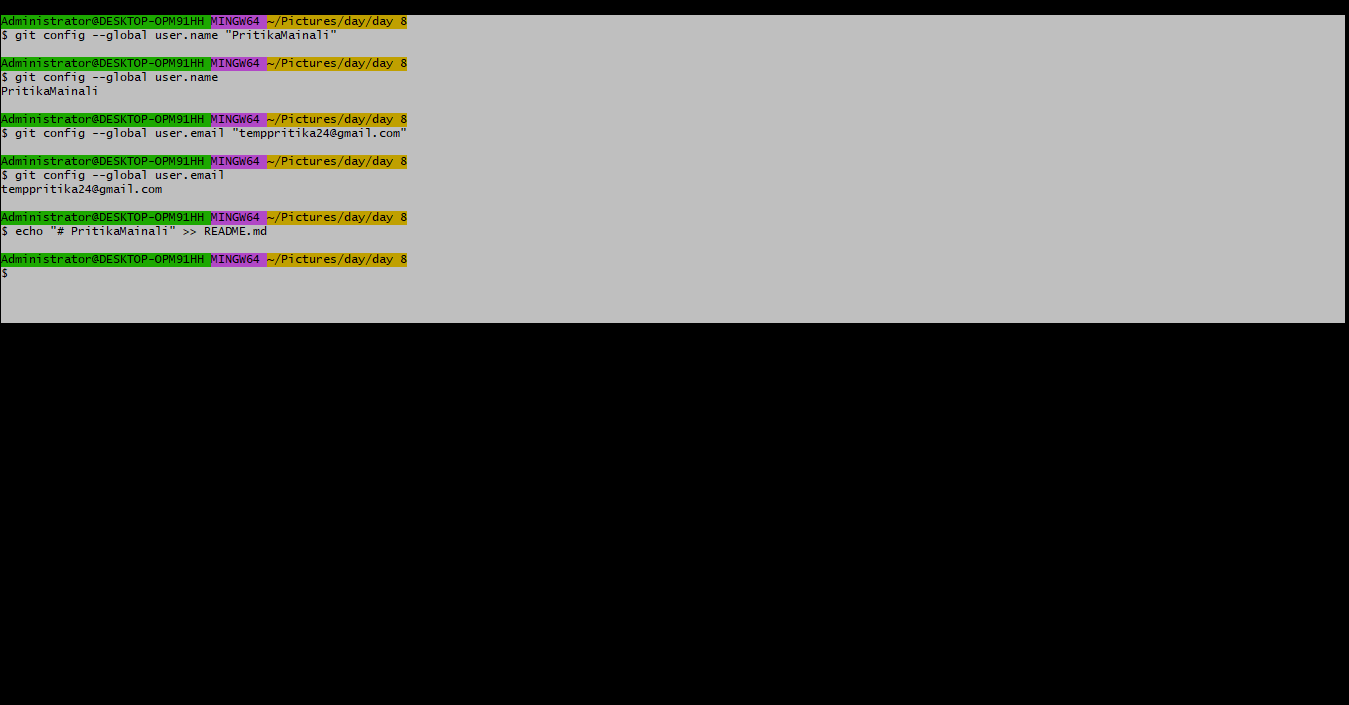 Administrator@DESKTOP-OPM91HH MINGW64 ~/Pictures/day/day 8
$ git config --global user.name "PritikaMainali"
Administrator@DESKTOP-OPM91HH MINGW64 ~/Pictures/day/day 8
$ git config --global user.name
PritikaMainali
Administrator@DESKTOP-OPM91HH MINGW64 ~/Pictures/day/day 8
$ git config --global user.email "temppritika24@gmail.com"
Administrator@DESKTOP-OPM91HH MINGW64 ~/Pictures/day/day 8
$ git config --global user.email
temppritika24@gmail.com
Administrator@DESKTOP-OPM91HH MINGW64 ~/Pictures/day/day 8
$ echo "# PritikaMainali" >> README.md
Administrator@DESKTOP-OPM91HH MINGW64 ~/Pictures/day/day 8
$